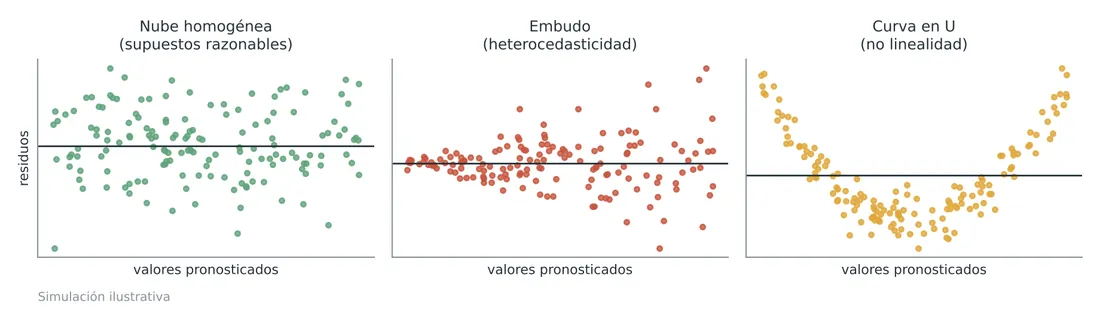 Nube homogénea
(supuestos razonables)
Embudo
(heterocedasticidad)
Curva en U
(no linealidad)
residuos
valores pronosticados
valores pronosticados
valores pronosticados
Simulación ilustrativa